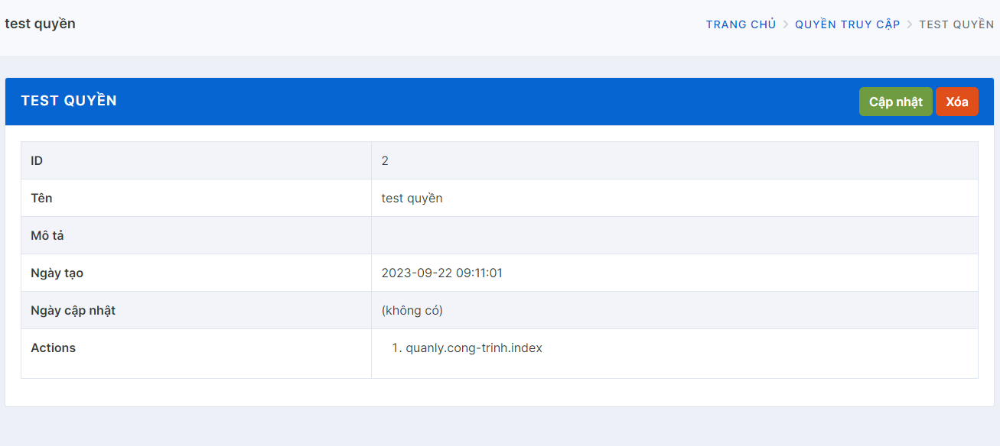 test quyền
TRANG CHỦ > QUYỀN TRUY CẬP > TEST QUYỀN
TEST QUYỀN
Cập nhật Xóa
ID 2
Tên test quyền
Mô tả
Ngày tạo 2023-09-22 09:11:01
Ngày cập nhật (không có)
Actions 1. quanly.cong-trinh.index